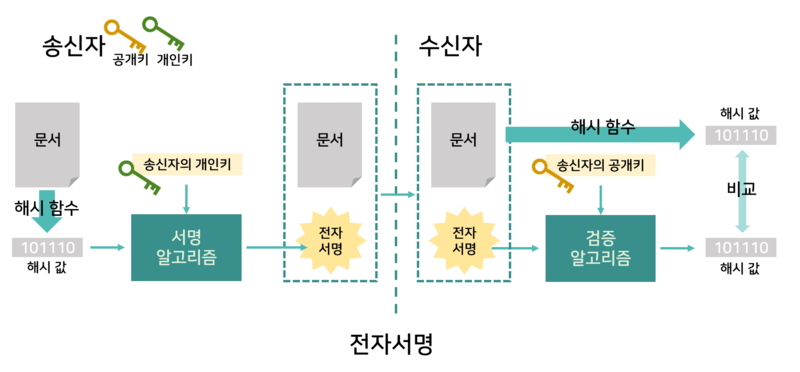 송신자
공개키
개인키
문서
해시 함수
101110
해시 값
송신자의 개인키
서명
알고리즘
문서
전자
서명
수신자
문서
전자
서명
해시 함수
송신자의 공개키
검증
알고리즘
해시 값
101110
비교
101110
해시 값
전자서명